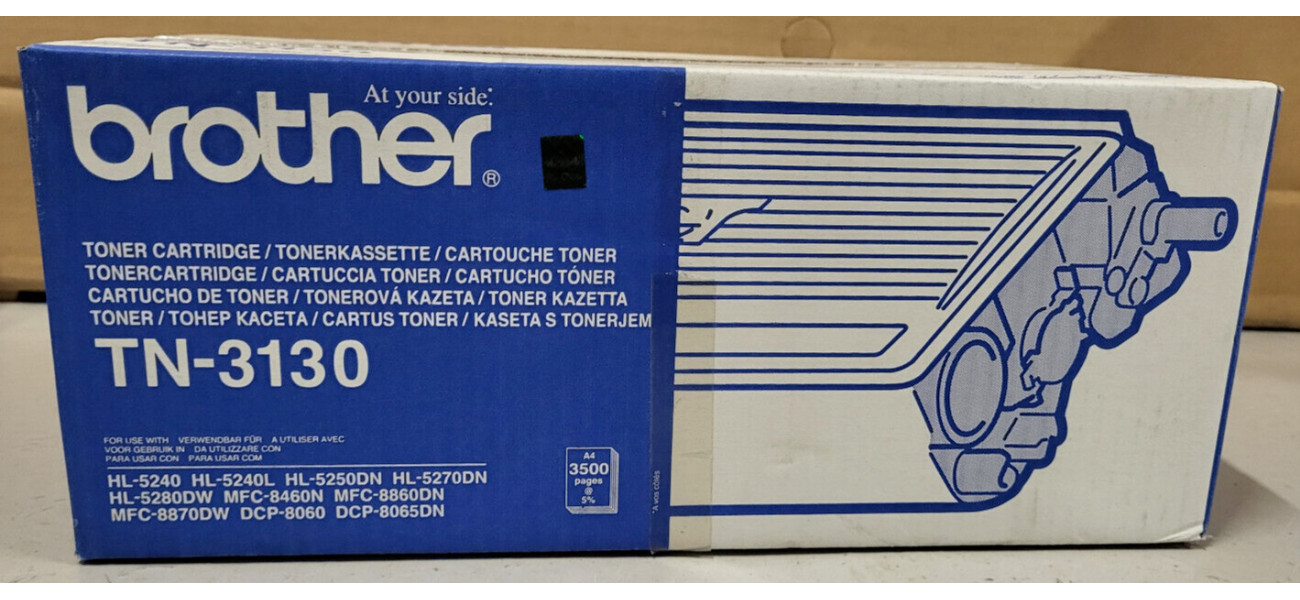 At your side:
brother®
TONER CARTRIDGE / TONERKASSETTE / CARTOUCHE TONER
TONERCARTRIDGE / CARTUCCIA TONER / CARTUCHO TÓNER
CARTUCHO DE TONER / TONEROVÁ KAZETA / TONER KAZETTA
TONER / ТОНЕР КАСЕТА / CARTUS TONER / KASETA S TONERJEM
TN-3130
FOR USE WITH VERWENDBAR FÜR A UTILISER AVEC
VOOR GEBRUIK IN DA UTILIZZARE CON
PARA USAR CON PARA USAR COM
HL-5240 HL-5240L HL-5250DN HL-5270DN
HL-5280DW MFC-8460N MFC-8860DN
MFC-8870DW DCP-8060 DCP-8065DN
A4
3500
pages
@
5%
*A vos côtés